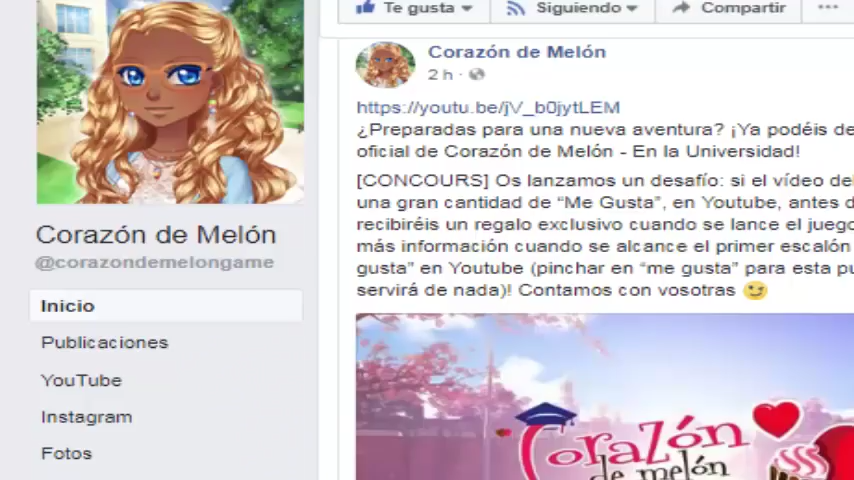 Te gusta
Siguiendo
Compartir
Corazón de Melón
2 h
https://youtu.be/jV_b0jytLEM
¿Preparadas para una nueva aventura? ¡Ya podéis de
oficial de Corazón de Melón - En la Universidad!
[CONCOURS] Os lanzamos un desafío: si el vídeo del
una gran cantidad de “Me Gusta”, en Youtube, antes d
recibiréis un regalo exclusivo cuando se lance el juego
más información cuando se alcance el primer escalón
gusta” en Youtube (pinchar en “me gusta” para esta pu
servirá de nada)! Contamos con vosotras 😉
Corazón de Melón
@corazondemelongame
Inicio
Publicaciones
YouTube
Instagram
Fotos
Corazón
de melón